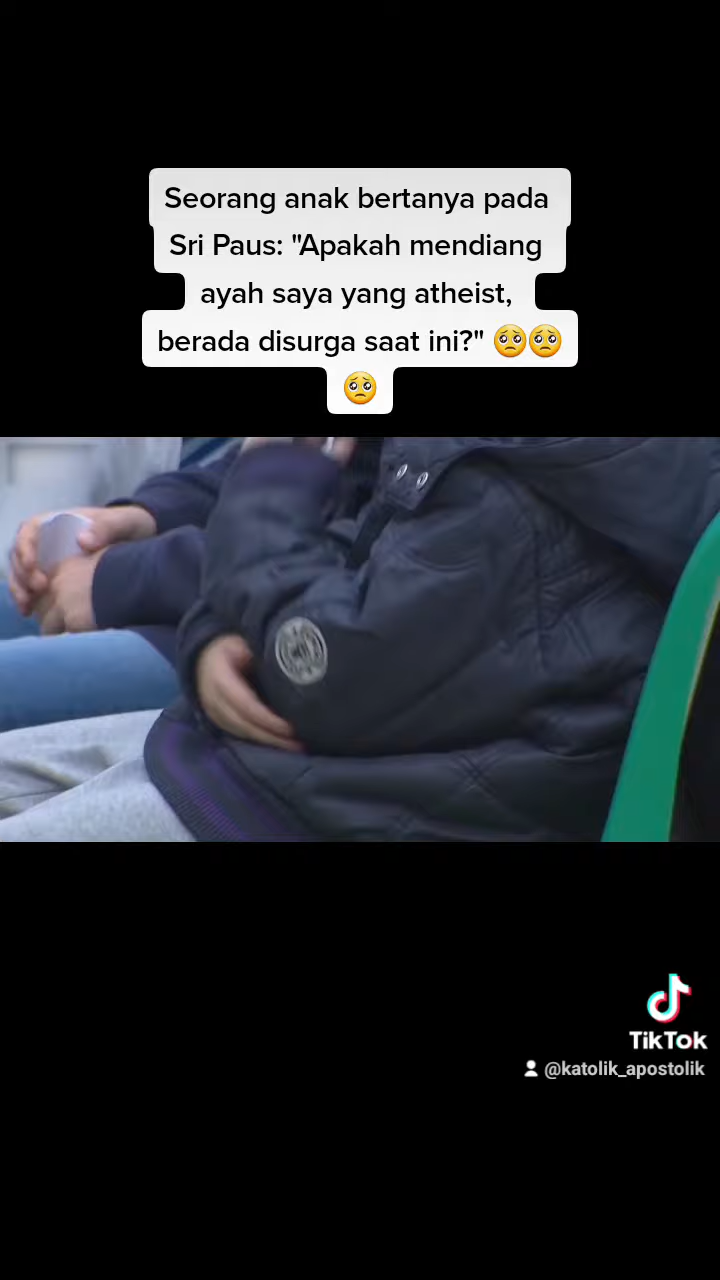 Seorang anak bertanya pada
Sri Paus: "Apakah mendiang
ayah saya yang atheist,
berada disurga saat ini?" 🥺🥺
🥺
TikTok
@katolik_apostolik